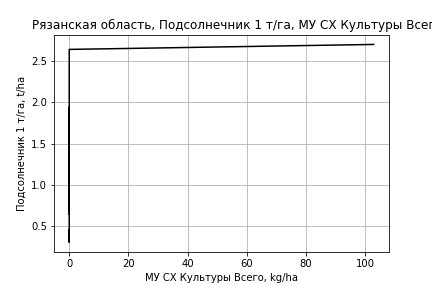 Рязанская область, Подсолнечник 1 т/га, МУ СХ Культуры Всег
2.5
2.0
1.5
1.0
0.5
Подсолнечник 1 т/га, t/ha
0 20 40 60 80 100
МУ СХ Культуры Всего, kg/ha